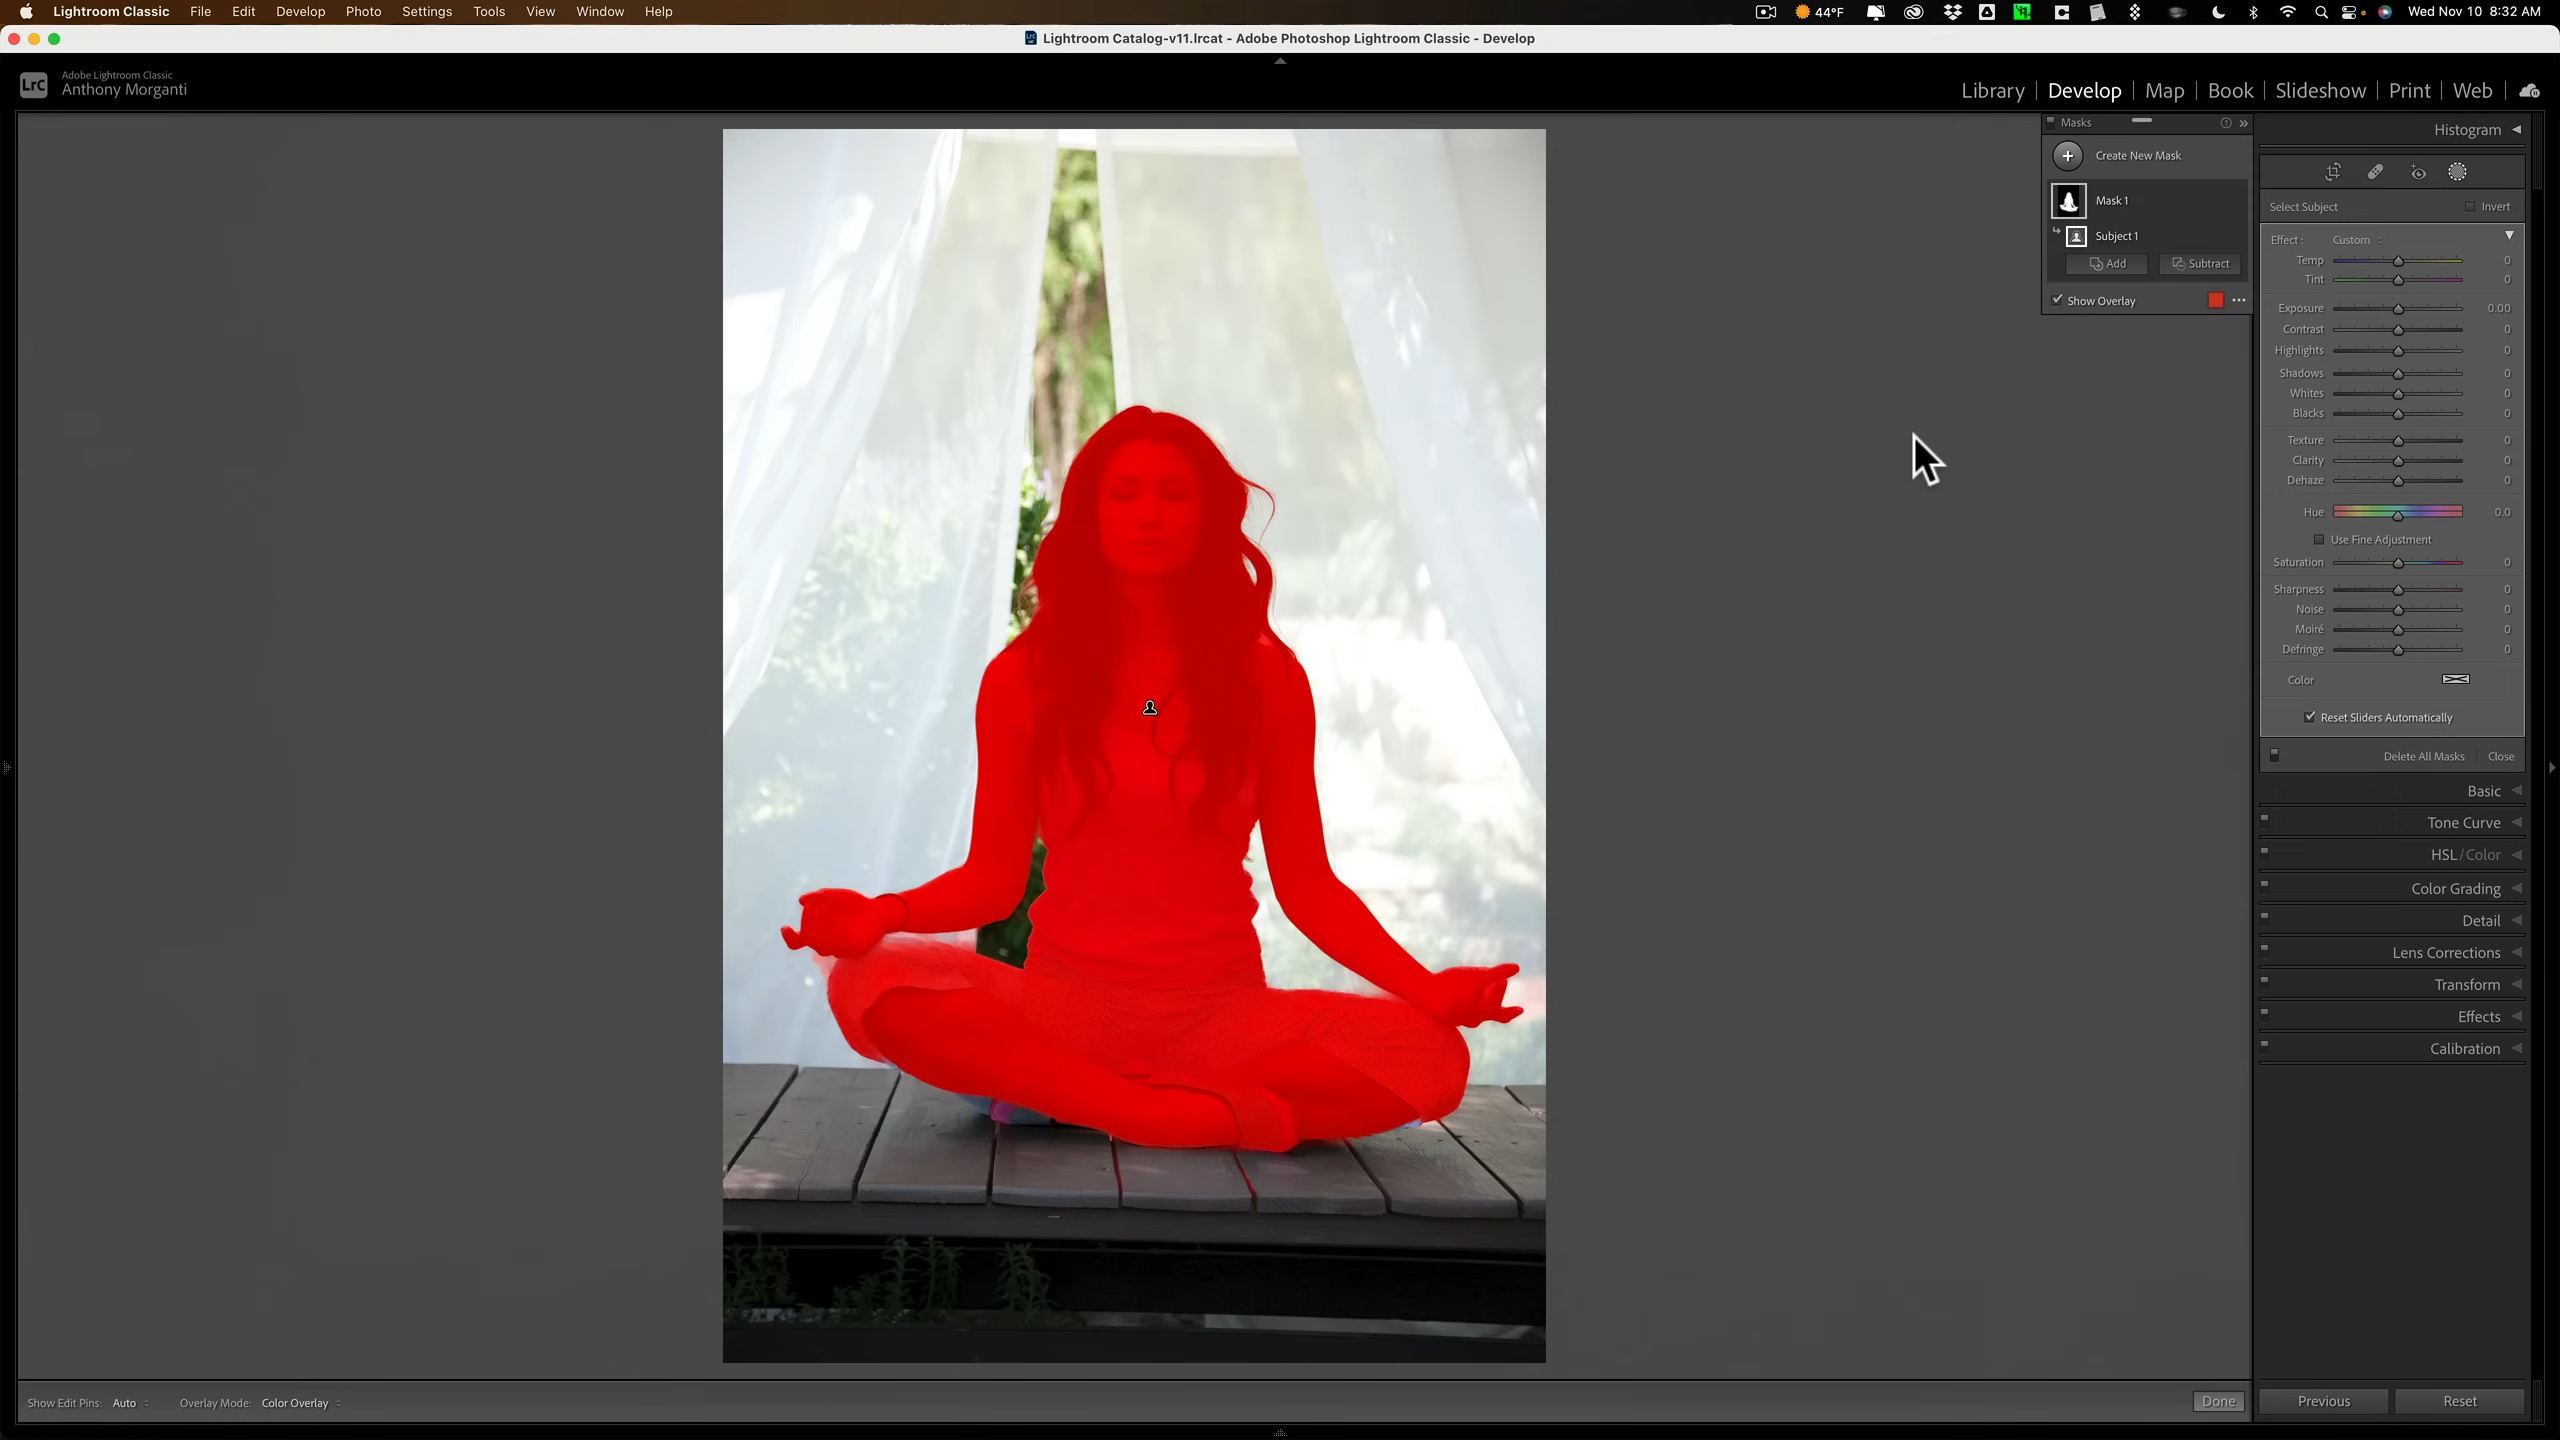 Lightroom Classic File Edit Develop Photo Settings Tools View Window Help 44°F Wed Nov 10 8:32 AM
Lightroom Catalog-v11.lrcat - Adobe Photoshop Lightroom Classic - Develop
LrC Adobe Lightroom Classic
Anthony Morganti
Library | Develop | Map | Book | Slideshow | Print | Web
Masks
Create New Mask
Mask 1
Subject 1
Add Subtract
Show Overlay
Histogram
Select Subject Invert
Effect : Custom
Temp 0
Tint 0
Exposure 0.00
Contrast 0
Highlights 0
Shadows 0
Whites 0
Blacks 0
Texture 0
Clarity 0
Dehaze 0
Hue 0.0
Use Fine Adjustment
Saturation 0
Sharpness 0
Noise 0
Moiré 0
Defringe 0
Color
Reset Sliders Automatically
Delete All Masks Close
Basic
Tone Curve
HSL / Color
Color Grading
Detail
Lens Corrections
Transform
Effects
Calibration
Show Edit Pins: Auto Overlay Mode: Color Overlay Done Previous Reset